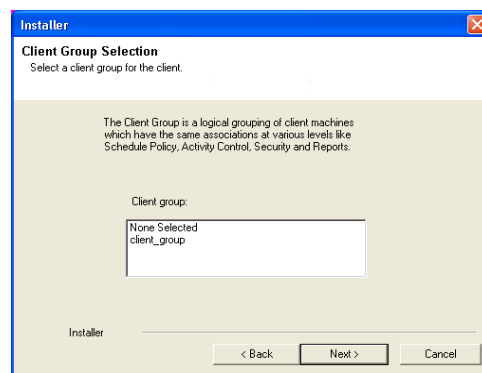 Installer
Client Group Selection
Select a client group for the client.
The Client Group is a logical grouping of client machines
which have the same associations at various levels like
Schedule Policy, Activity Control, Security and Reports.
Client group:
None Selected
client_group
Installer
< Back
Next >
Cancel